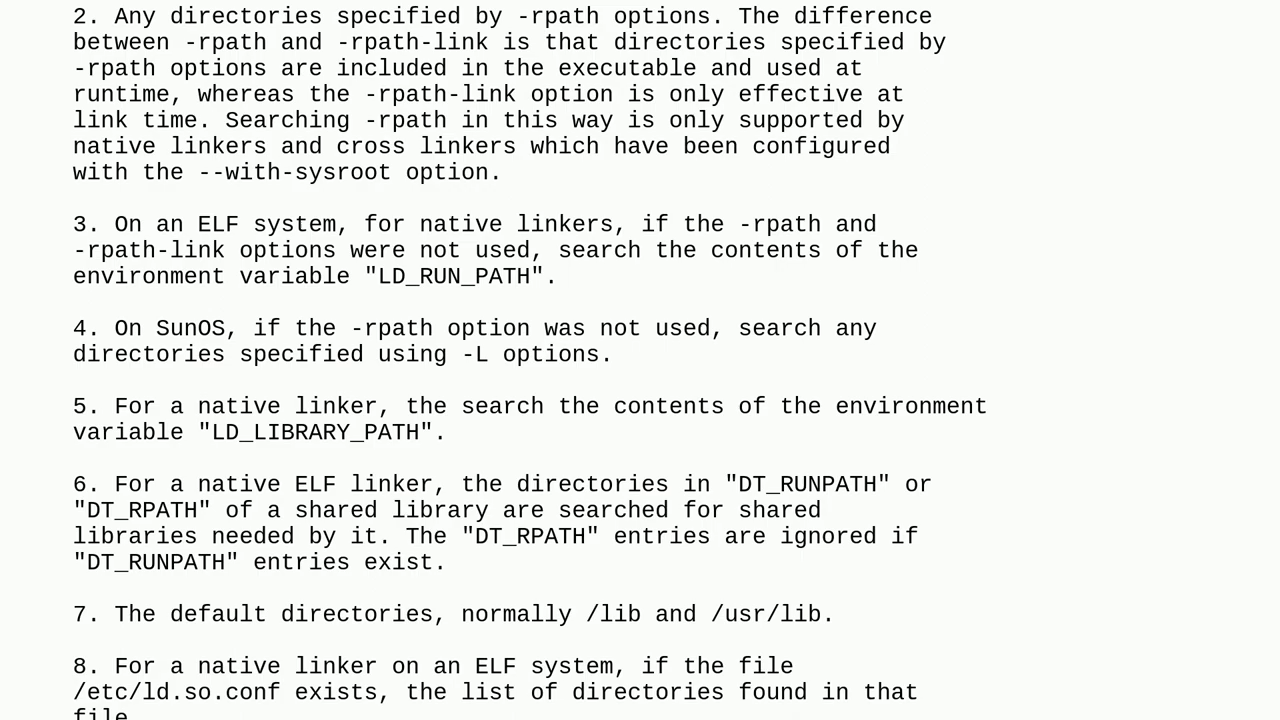 2. Any directories specified by -rpath options. The difference
between -rpath and -rpath-link is that directories specified by
-rpath options are included in the executable and used at
runtime, whereas the -rpath-link option is only effective at
link time. Searching -rpath in this way is only supported by
native linkers and cross linkers which have been configured
with the --with-sysroot option.
3. On an ELF system, for native linkers, if the -rpath and
-rpath-link options were not used, search the contents of the
environment variable "LD_RUN_PATH".
4. On SunOS, if the -rpath option was not used, search any
directories specified using -L options.
5. For a native linker, the search the contents of the environment
variable "LD_LIBRARY_PATH".
6. For a native ELF linker, the directories in "DT_RUNPATH" or
"DT_RPATH" of a shared library are searched for shared
libraries needed by it. The "DT_RPATH" entries are ignored if
"DT_RUNPATH" entries exist.
7. The default directories, normally /lib and /usr/lib.
8. For a native linker on an ELF system, if the file
/etc/ld.so.conf exists, the list of directories found in that
file.